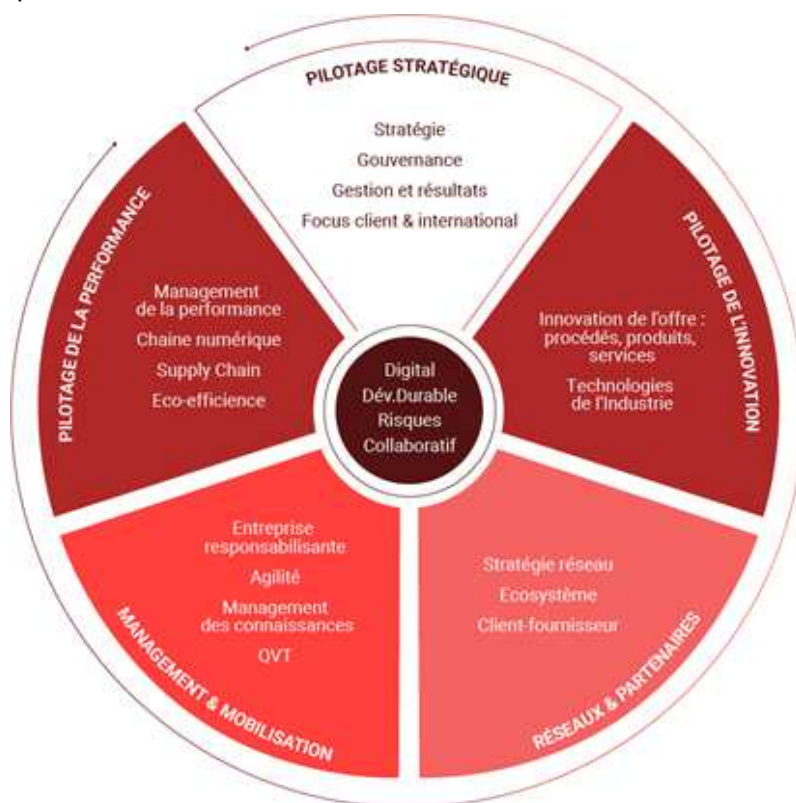 PILOTAGE STRATÉGIQUE
Stratégie
Gouvernance
Gestion et résultats
Focus client & international
PILOTAGE DE L'INNOVATION
Innovation de l'offre :
procédés, produits,
services
Technologies
de l'Industrie
RÉSEAUX & PARTENAIRES
Stratégie réseau
Ecosystème
Client-fournisseur
MANAGEMENT & MOBILISATION
Entreprise
responsabilisante
Agilité
Management
des connaissances
QVT
PILOTAGE DE LA PERFORMANCE
Management
de la performance
Chaine numérique
Supply Chain
Eco-efficience
Digital
Dév.Durable
Risques
Collaboratif